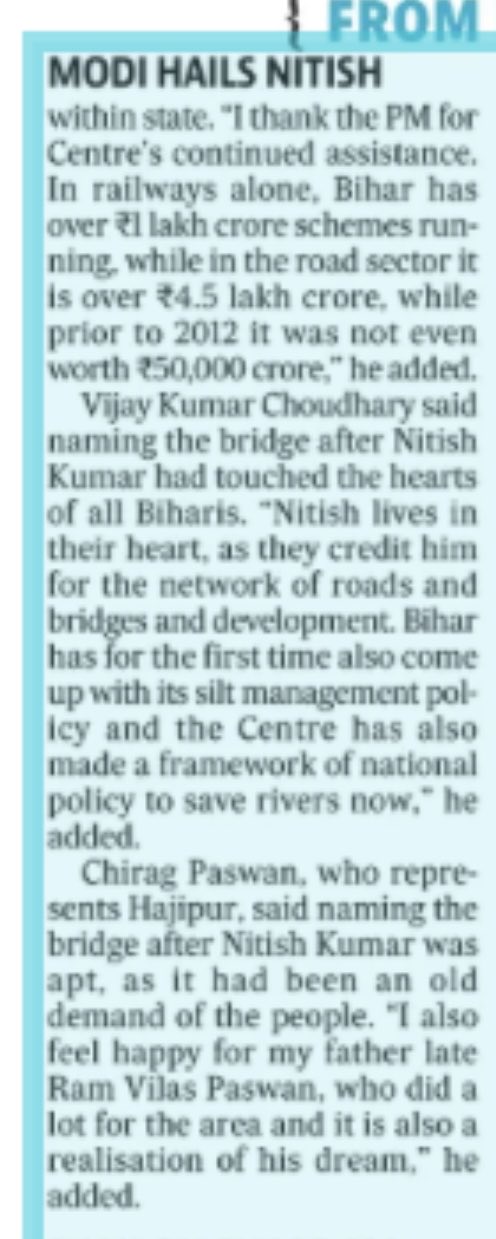 FROM
MODI HAILS NITISH
within state. "I thank the PM for
Centre's continued assistance.
In railways alone, Bihar has
over ₹1 lakh crore schemes run-
ning, while in the road sector it
is over ₹4.5 lakh crore, while
prior to 2012 it was not even
worth ₹50,000 crore," he added.
Vijay Kumar Choudhary said
naming the bridge after Nitish
Kumar had touched the hearts
of all Biharis. "Nitish lives in
their heart, as they credit him
for the network of roads and
bridges and development. Bihar
has for the first time also come
up with its silt management pol-
icy and the Centre has also
made a framework of national
policy to save rivers now," he
added.
Chirag Paswan, who repre-
sents Hajipur, said naming the
bridge after Nitish Kumar was
apt, as it had been an old
demand of the people. "I also
feel happy for my father late
Ram Vilas Paswan, who did a
lot for the area and it is also a
realisation of his dream," he
added.